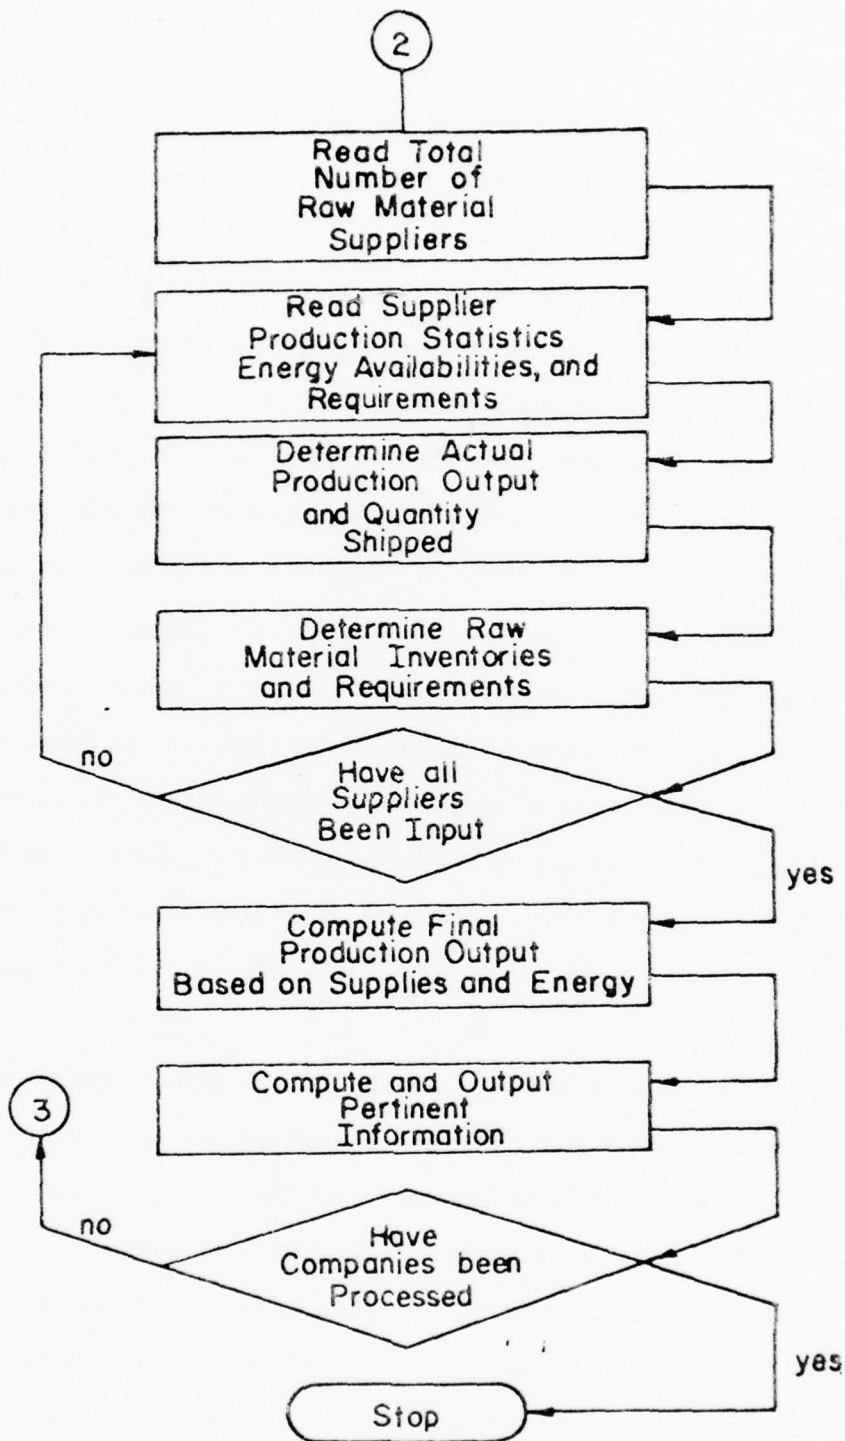 2
Read Total
Number of
Raw Material
Suppliers
Read Supplier
Production Statistics
Energy Availabilities, and
Requirements
Determine Actual
Production Output
and Quantity
Shipped
Determine Raw
Material Inventories
and Requirements
no
Have all
Suppliers
Been Input
yes
Compute Final
Production Output
Based on Supplies and Energy
Compute and Output
Pertinent
Information
3
no
Have
Companies been
Processed
yes
Stop